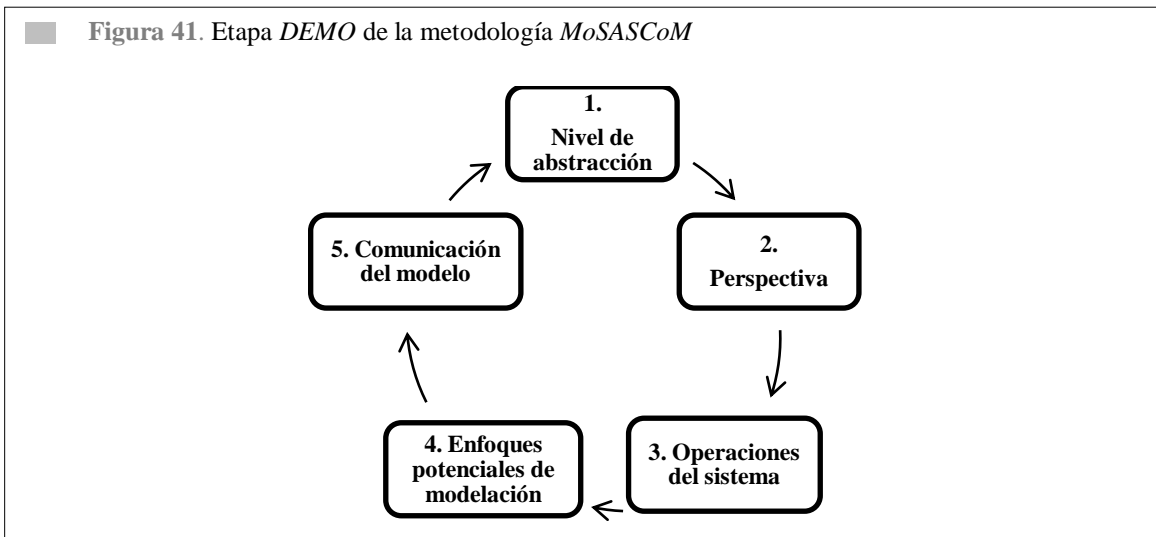 Figura 41. Etapa DEMO de la metodología MoSASCoM
1.
Nivel de
abstracción
2.
Perspectiva
3. Operaciones
del sistema
4. Enfoques
potenciales de
modelación
5. Comunicación
del modelo